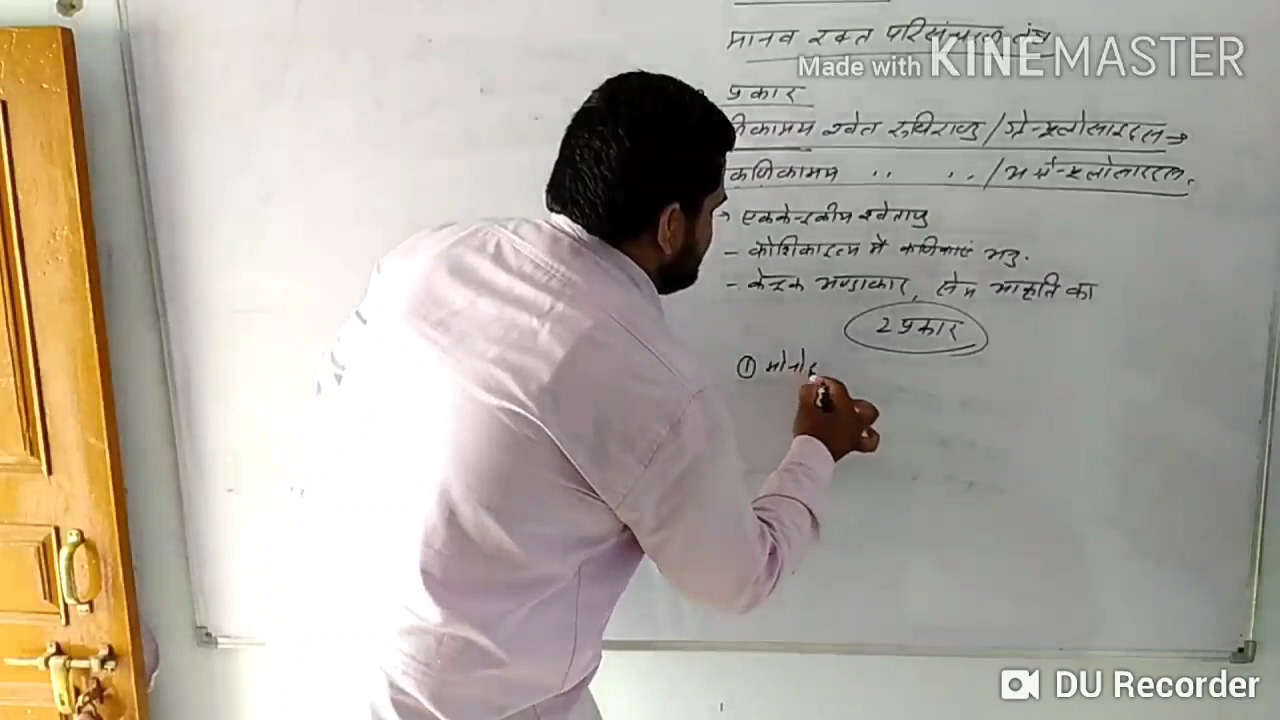 मानव रक्त परिसंचरण तंत्र
Made with KINEMASTER
प्रकार
कणिकामय श्वेत रुधिराणु / ग्रेन्यूलोसाइट्स →
कणिकामय ,, ,, / अग्रेन्यूलोसाइट्स.
→ एककेन्द्रकीय श्वेताणु
- कोशिकाद्रव्य में कणिकाएं अनु.
- केन्द्रक अण्डाकार, सेम आकृति का
2 प्रकार
① मोनो
DU Recorder